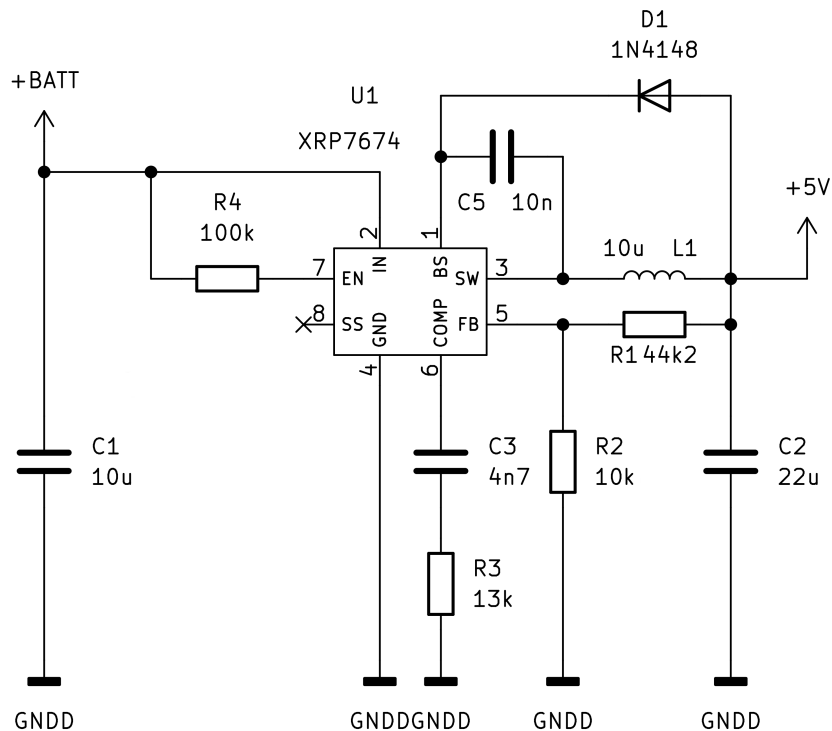 D1
1N4148
+BATT
U1
XRP7674
+5V
R4
100k
C5 10n
10u L1
2
1
IN
BS
7
EN
SW
3
8
SS
GND
COMP
FB
5
4
6
R1 44k2
C1
10u
C3
4n7
R2
10k
C2
22u
R3
13k
GNDD
GNDD
GNDD
GNDD
GNDD